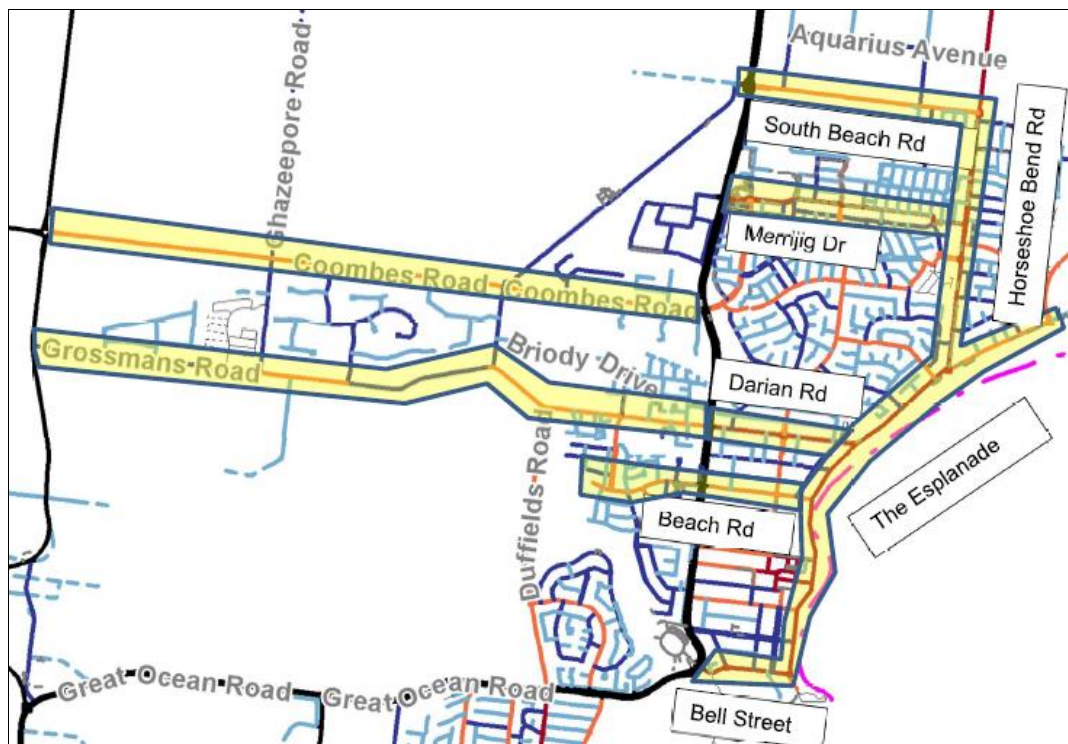 Aquarius Avenue
Ghazeepore Road
South Beach Rd
Horseshoe Bend Rd
Merrijig Dr
Coombes Road
Coombes Road
Grossmans Road
Briody Drive
Darian Rd
Duffields Road
The Esplanade
Beach Rd
Great Ocean Road
Great Ocean Road
Bell Street